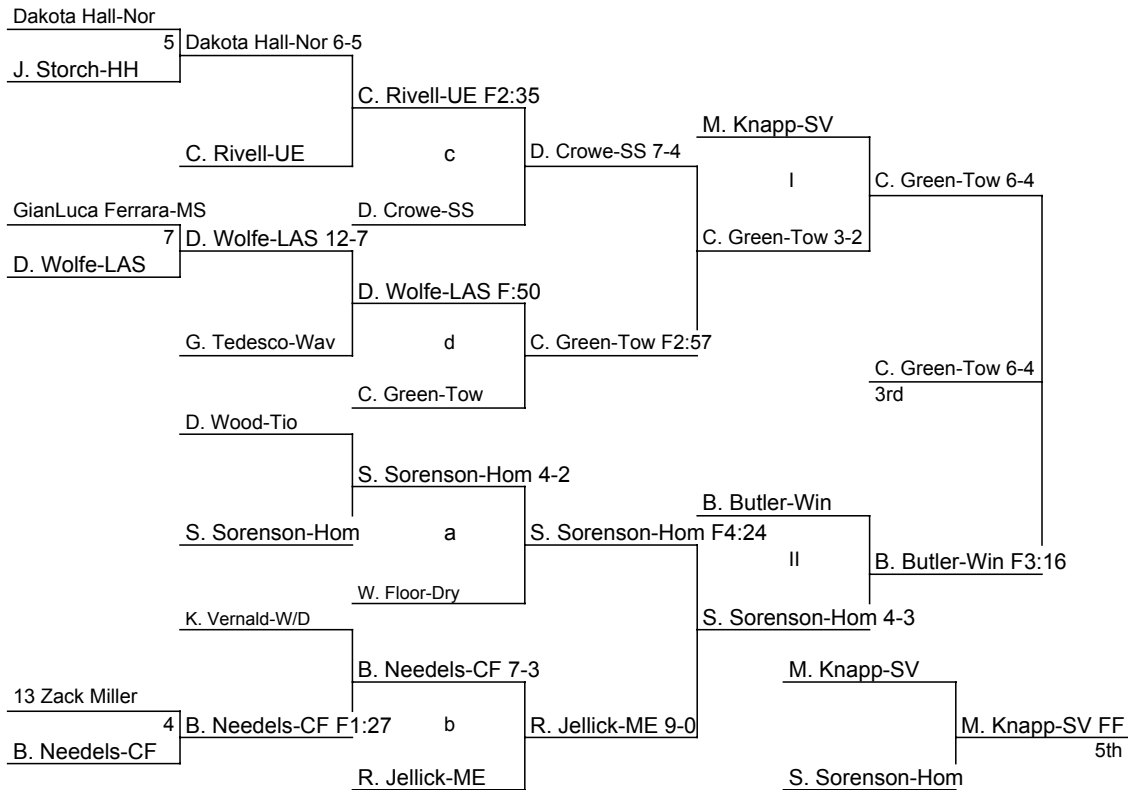 Dakota Hall-Nor
5
Dakota Hall-Nor 6-5
J. Storch-HH
C. Rivell-UE F2:35
M. Knapp-SV
C. Rivell-UE
c
D. Crowe-SS 7-4
I
C. Green-Tow 6-4
GianLuca Ferrara-MS
D. Crowe-SS
7
D. Wolfe-LAS 12-7
C. Green-Tow 3-2
D. Wolfe-LAS
D. Wolfe-LAS F:50
G. Tedesco-Wav
d
C. Green-Tow F2:57
C. Green-Tow 6-4
3rd
C. Green-Tow
D. Wood-Tio
S. Sorenson-Hom 4-2
B. Butler-Win
S. Sorenson-Hom
a
S. Sorenson-Hom F4:24
II
B. Butler-Win F3:16
W. Floor-Dry
K. Vernald-W/D
S. Sorenson-Hom 4-3
B. Needels-CF 7-3
M. Knapp-SV
13 Zack Miller
4
B. Needels-CF F1:27
b
R. Jellick-ME 9-0
M. Knapp-SV FF
5th
B. Needels-CF
R. Jellick-ME
S. Sorenson-Hom